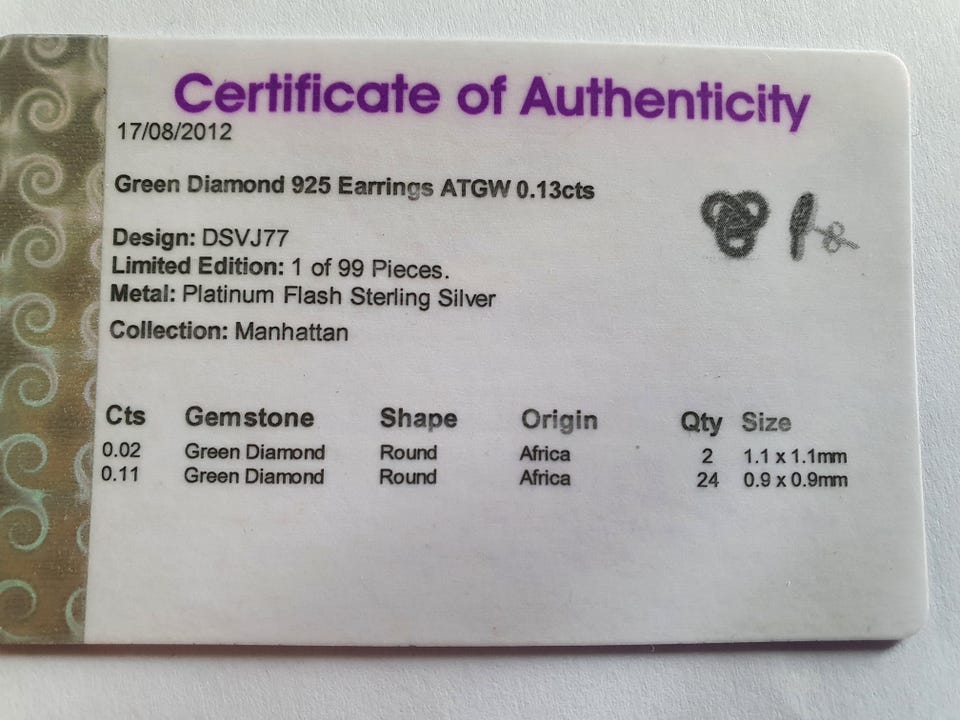 Certificate of Authenticity
17/08/2012
Green Diamond 925 Earrings ATGW 0.13cts
Design: DSVJ77
Limited Edition: 1 of 99 Pieces.
Metal: Platinum Flash Sterling Silver
Collection: Manhattan
Cts Gemstone Shape Origin Qty Size
0.02 Green Diamond Round Africa 2 1.1 x 1.1mm
0.11 Green Diamond Round Africa 24 0.9 x 0.9mm